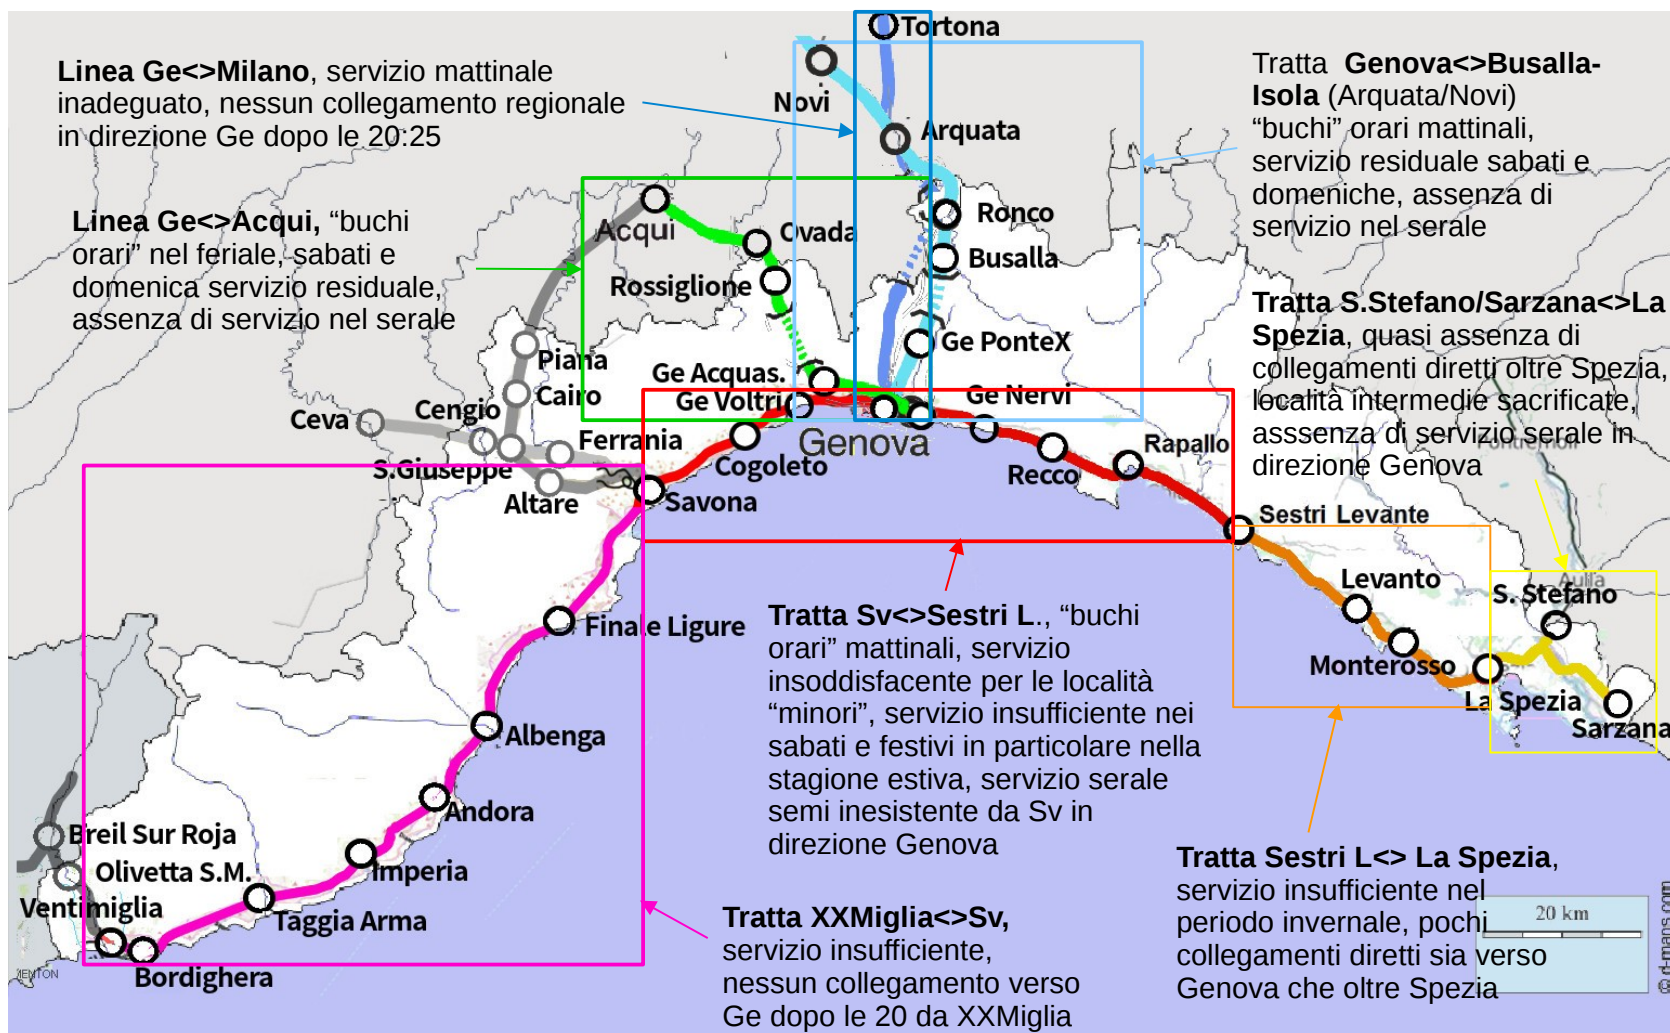 Linea Ge<>Milano, servizio mattinale
inadeguato, nessun collegamento regionale
in direzione Ge dopo le 20:25
Linea Ge<>Acqui, “buchi
orari” nel feriale, sabati e
domenica servizio residuale,
assenza di servizio nel serale
Tratta Genova<>Busalla-
Isola (Arquata/Novi)
“buchi” orari mattinali,
servizio residuale sabati e
domeniche, assenza di
servizio nel serale
Tratta S.Stefano/Sarzana<>La
Spezia, quasi assenza di
collegamenti diretti oltre Spezia,
località intermedie sacrificate,
asssenza di servizio serale in
direzione Genova
Tortona
Novi
Arquata
Ronco
Busalla
Ge PonteX
Acqui
Ovada
Rossiglione
Ge Acquas.
Ge Voltri
Genova
Ge Nervi
Piana
Cairo
Cengio
Ceva
Ferrania
S.Giuseppe
Altare
Cogoleto
Savona
Recco
Rapallo
Sestri Levante
Pontremoli
Aulla
Levanto
S. Stefano
Monterosso
La Spezia
Sarzana
Finale Ligure
Albenga
Andora
Imperia
Breil Sur Roja
Olivetta S.M.
Ventimiglia
Taggia Arma
Bordighera
MENTON
Tratta Sv<>Sestri L., “buchi
orari” mattinali, servizio
insoddisfacente per le località
“minori”, servizio insufficiente nei
sabati e festivi in particolare nella
stagione estiva, servizio serale
semi inesistente da Sv in
direzione Genova
Tratta XXMiglia<>Sv,
servizio insufficiente,
nessun collegamento verso
Ge dopo le 20 da XXMiglia
Tratta Sestri L<> La Spezia,
servizio insufficiente nel
periodo invernale, pochi
collegamenti diretti sia verso
Genova che oltre Spezia
20 km
© d-maps.com